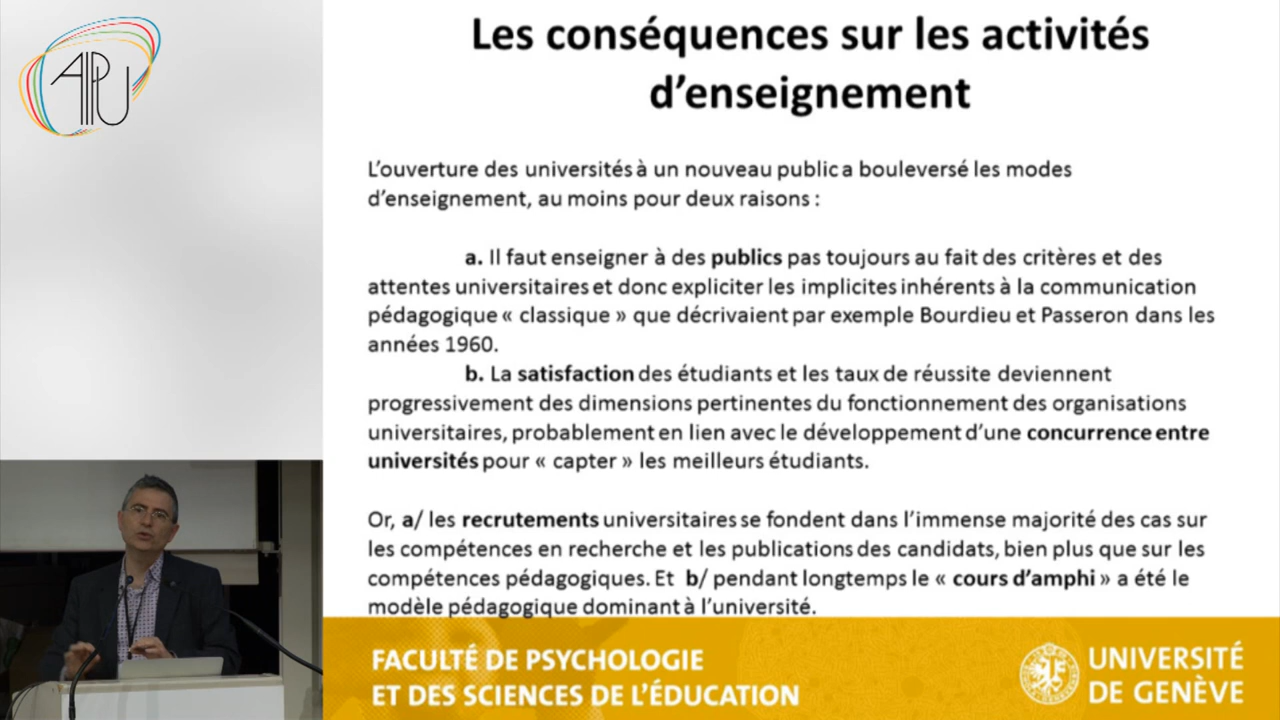 AIPU
Les conséquences sur les activités
d'enseignement
L'ouverture des universités à un nouveau public a bouleversé les modes
d'enseignement, au moins pour deux raisons :
a. Il faut enseigner à des publics pas toujours au fait des critères et des
attentes universitaires et donc expliciter les implicites inhérents à la communication
pédagogique « classique » que décrivaient par exemple Bourdieu et Passeron dans les
années 1960.
b. La satisfaction des étudiants et les taux de réussite deviennent
progressivement des dimensions pertinentes du fonctionnement des organisations
universitaires, probablement en lien avec le développement d'une concurrence entre
universités pour « capter » les meilleurs étudiants.
Or, a/ les recrutements universitaires se fondent dans l'immense majorité des cas sur
les compétences en recherche et les publications des candidats, bien plus que sur les
compétences pédagogiques. Et b/ pendant longtemps le « cours d'amphi » a été le
modèle pédagogique dominant à l'université.
FACULTÉ DE PSYCHOLOGIE
ET DES SCIENCES DE L'ÉDUCATION
UNIVERSITÉ
DE GENÈVE